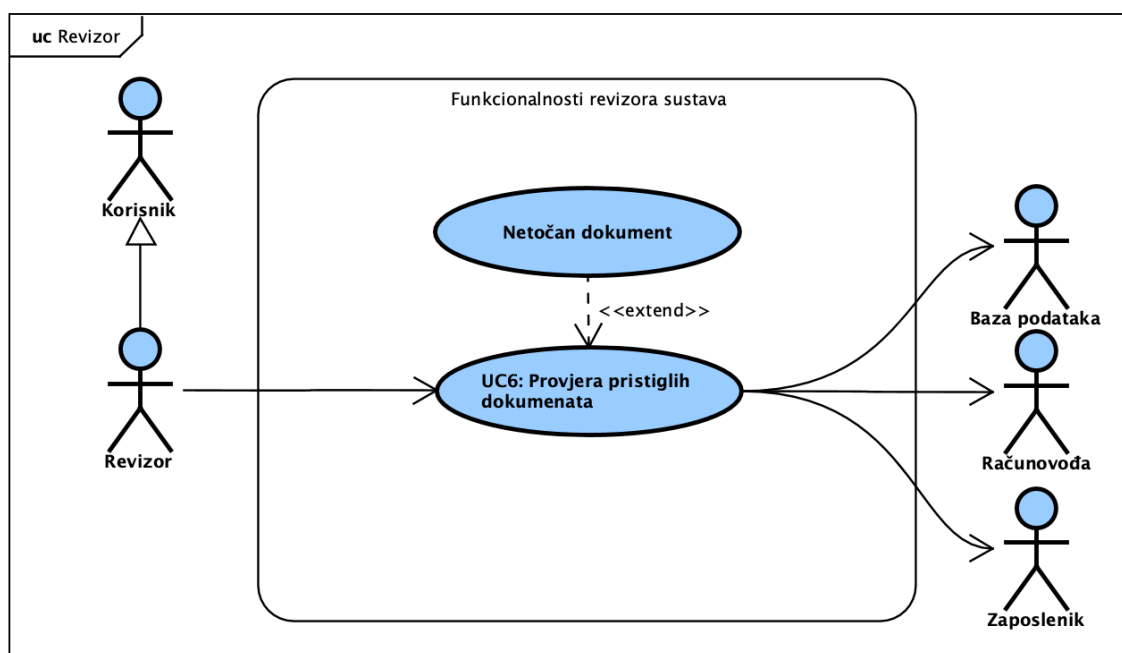 uc Revizor
Funkcionalnosti revizora sustava
Korisnik
Netočan dokument
<<extend>>
Baza podataka
UC6: Provjera pristiglih
dokumenata
Revizor
Računovođa
Zaposlenik